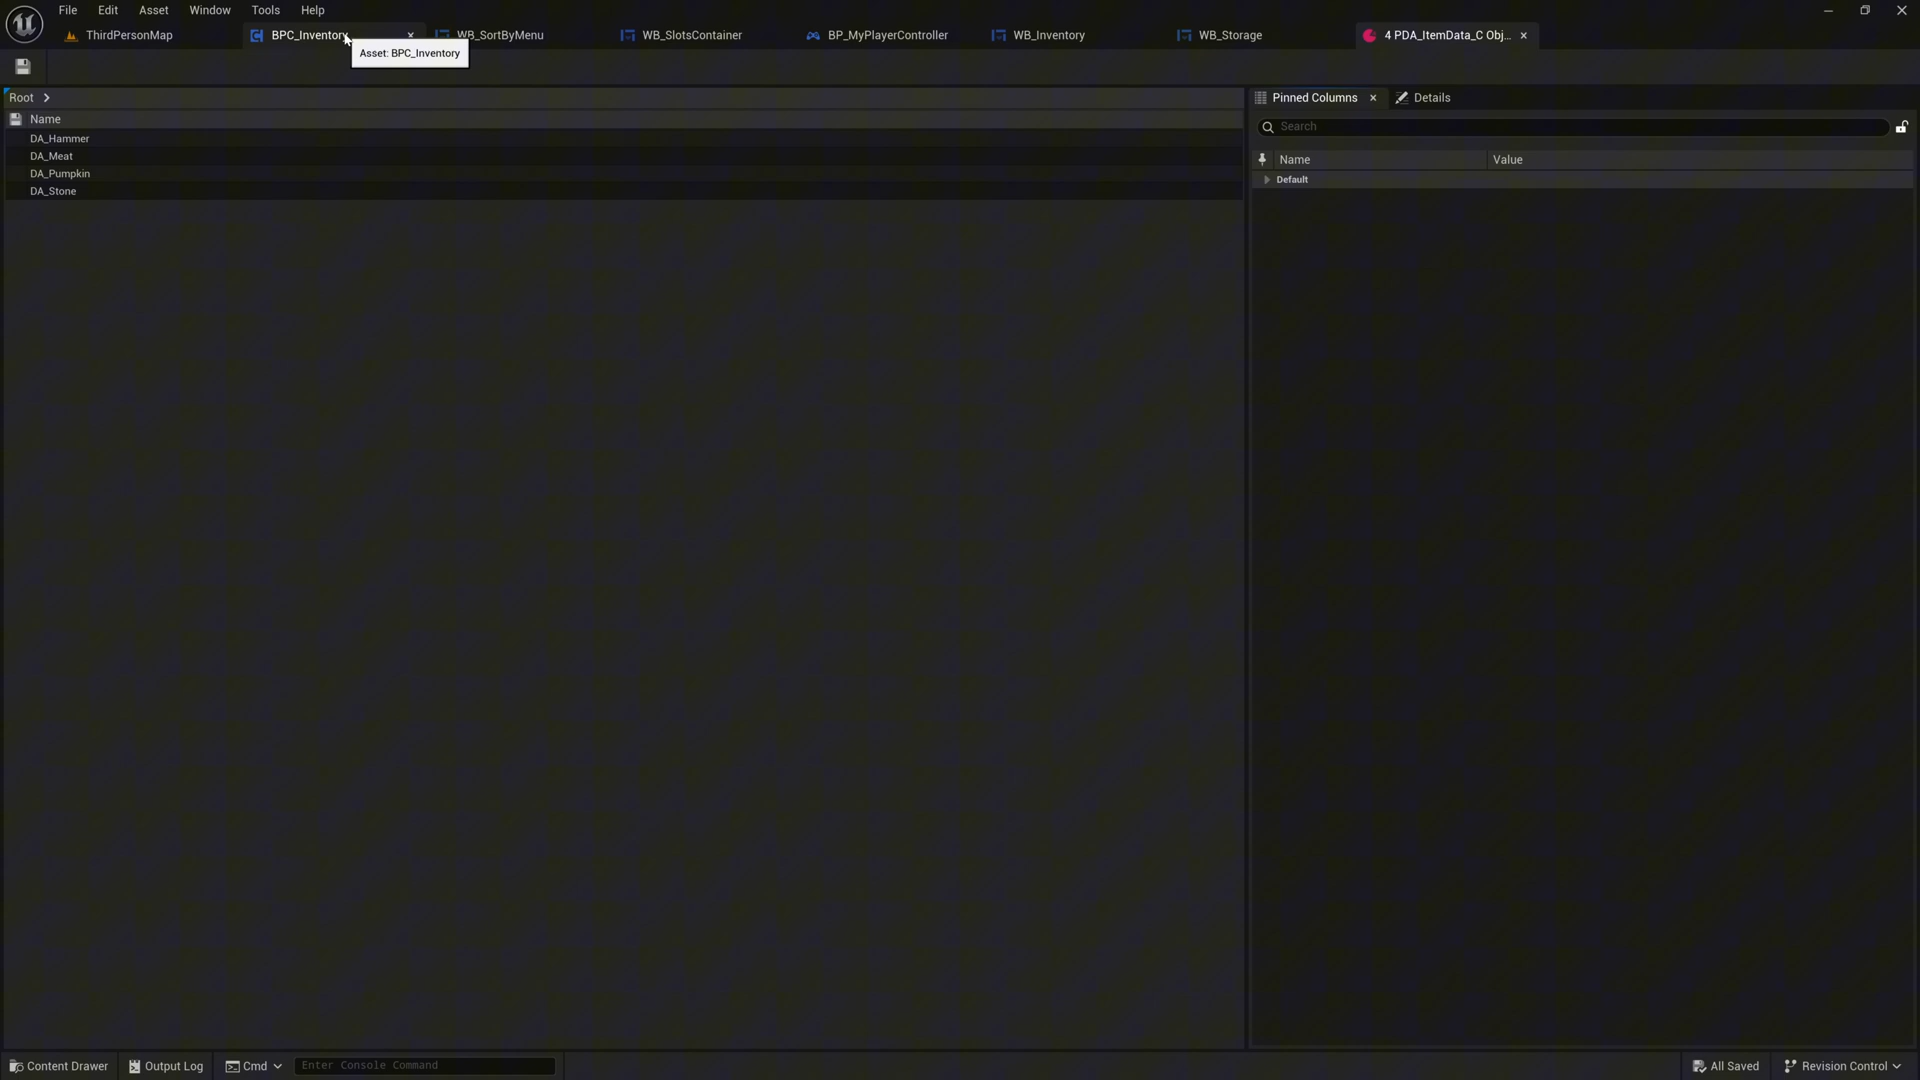 File Edit Asset Window Tools Help
ThirdPersonMap BPC_Inventory WB_SortByMenu WB_SlotsContainer BP_MyPlayerController WB_Inventory WB_Storage 4 PDA_ItemData_C Obj...
Asset: BPC_Inventory
Root
Name
DA_Hammer
DA_Meat
DA_Pumpkin
DA_Stone
Pinned Columns Details
Search
Name Value
Default
Content Drawer Output Log Cmd Enter Console Command All Saved Revision Control